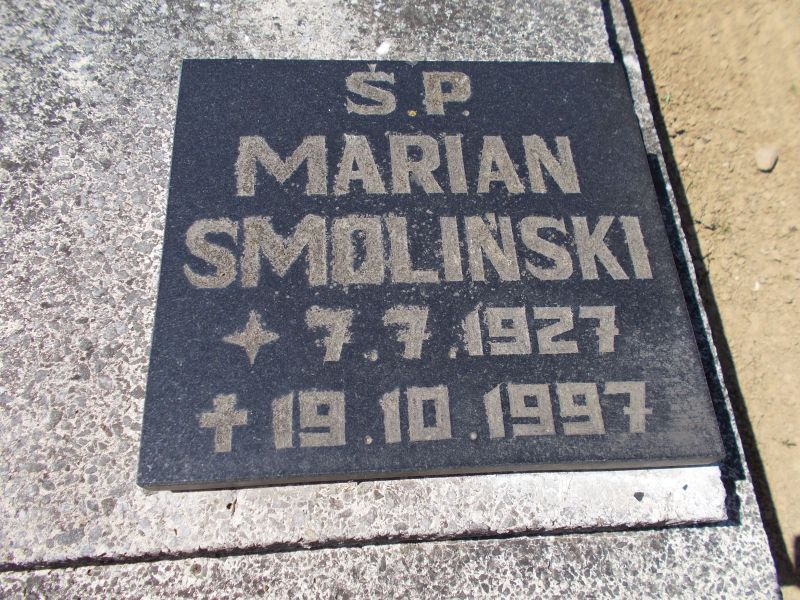 Ś.P.
MARIAN
SMOLIŃSKI
7.7.1927
19.10.1997